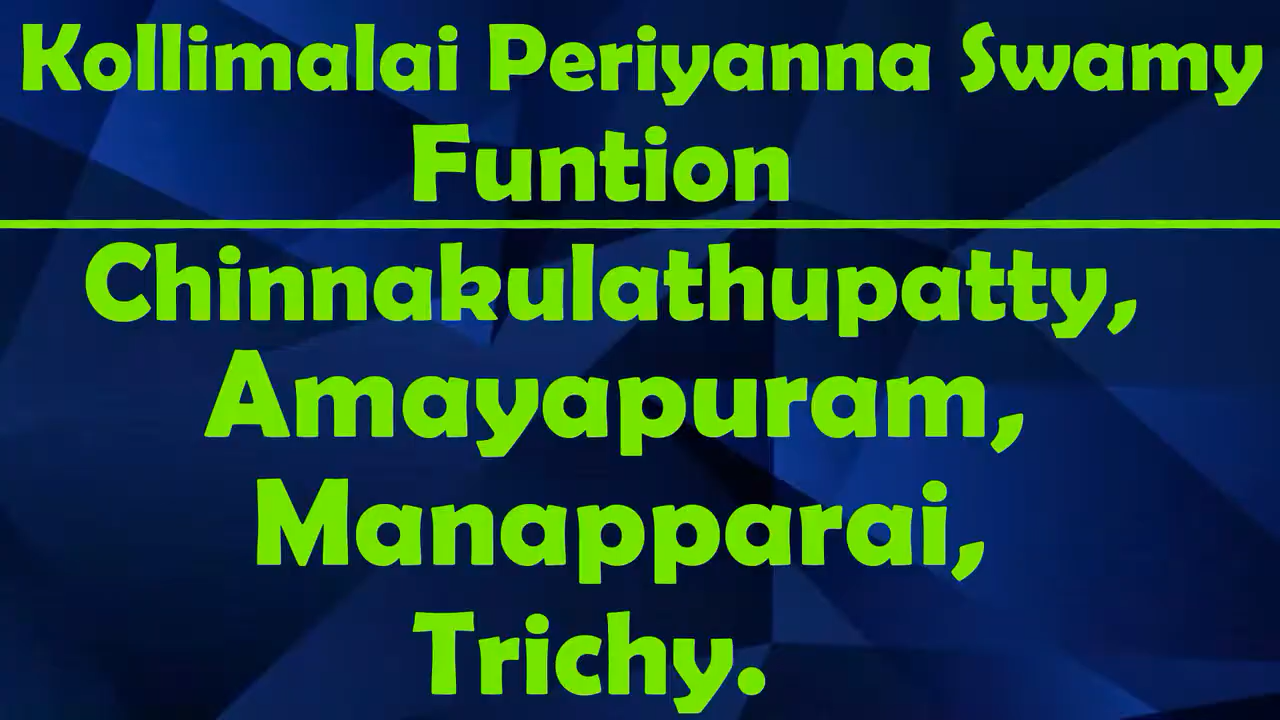 Kollimalai Periyanna Swamy
Funtion
Chinnakulathupatty,
Amayapuram,
Manapparai,
Trichy.